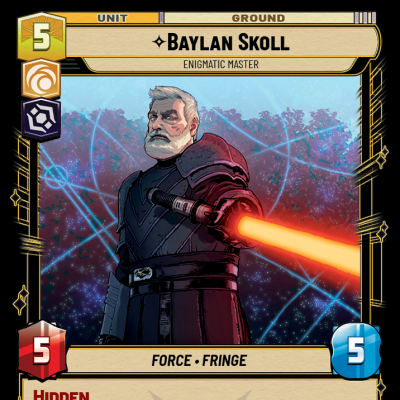 UNIT GROUND
5 ✧BAYLAN SKOLL
ENIGMATIC MASTER
5 FORCE • FRINGE 5
HIDDEN